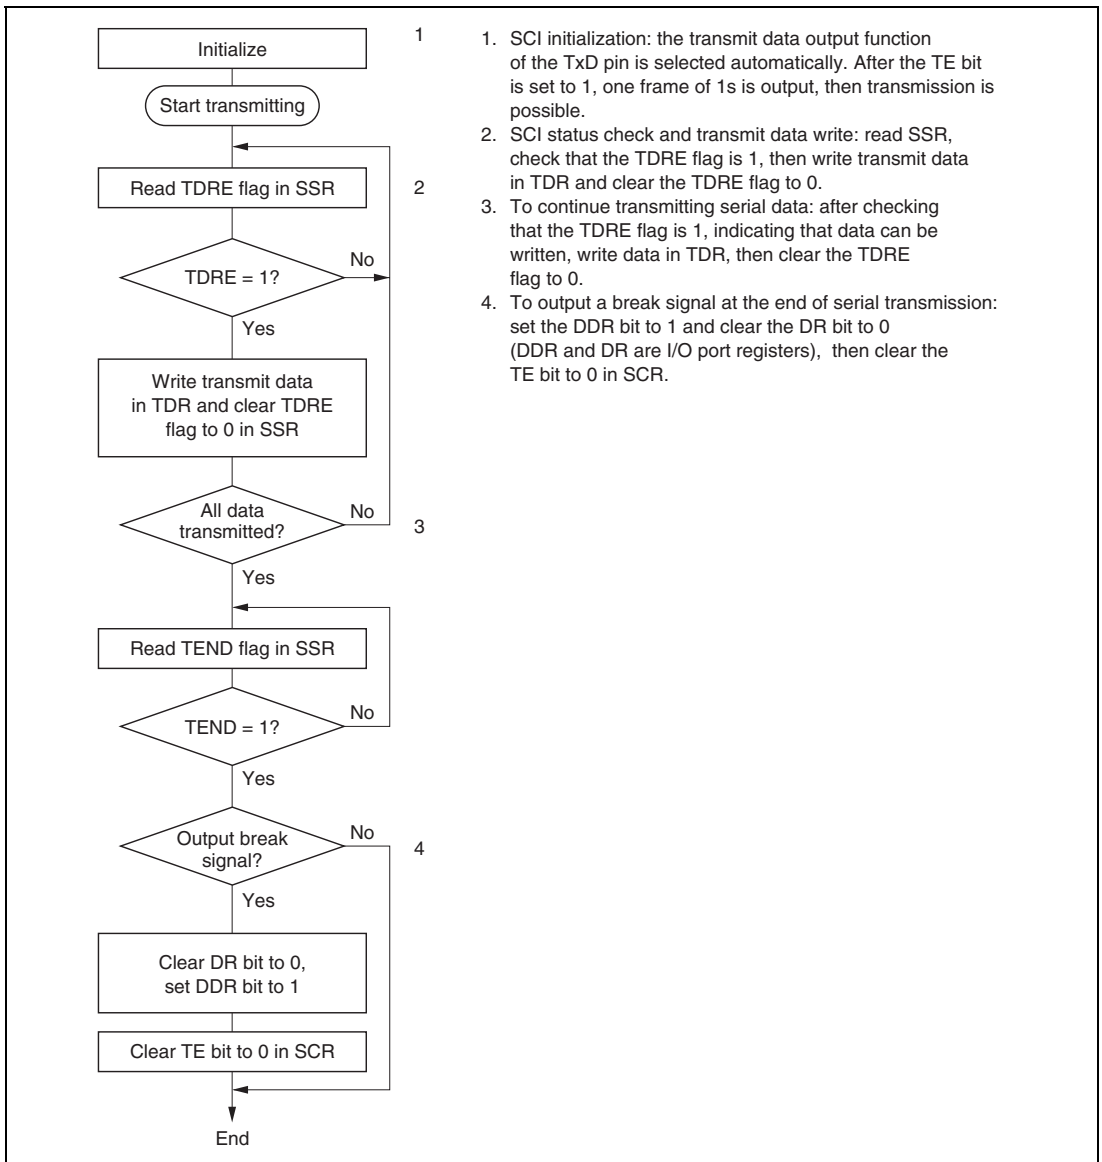 Initialize
1
Start transmitting
Read TDRE flag in SSR
2
TDRE = 1?
No
Yes
Write transmit data
in TDR and clear TDRE
flag to 0 in SSR
All data
transmitted?
No
3
Yes
Read TEND flag in SSR
TEND = 1?
No
Yes
Output break
signal?
No
4
Yes
Clear DR bit to 0,
set DDR bit to 1
Clear TE bit to 0 in SCR
End
1. SCI initialization: the transmit data output function
of the TxD pin is selected automatically. After the TE bit
is set to 1, one frame of 1s is output, then transmission is
possible.
2. SCI status check and transmit data write: read SSR,
check that the TDRE flag is 1, then write transmit data
in TDR and clear the TDRE flag to 0.
3. To continue transmitting serial data: after checking
that the TDRE flag is 1, indicating that data can be
written, write data in TDR, then clear the TDRE
flag to 0.
4. To output a break signal at the end of serial transmission:
set the DDR bit to 1 and clear the DR bit to 0
(DDR and DR are I/O port registers), then clear the
TE bit to 0 in SCR.